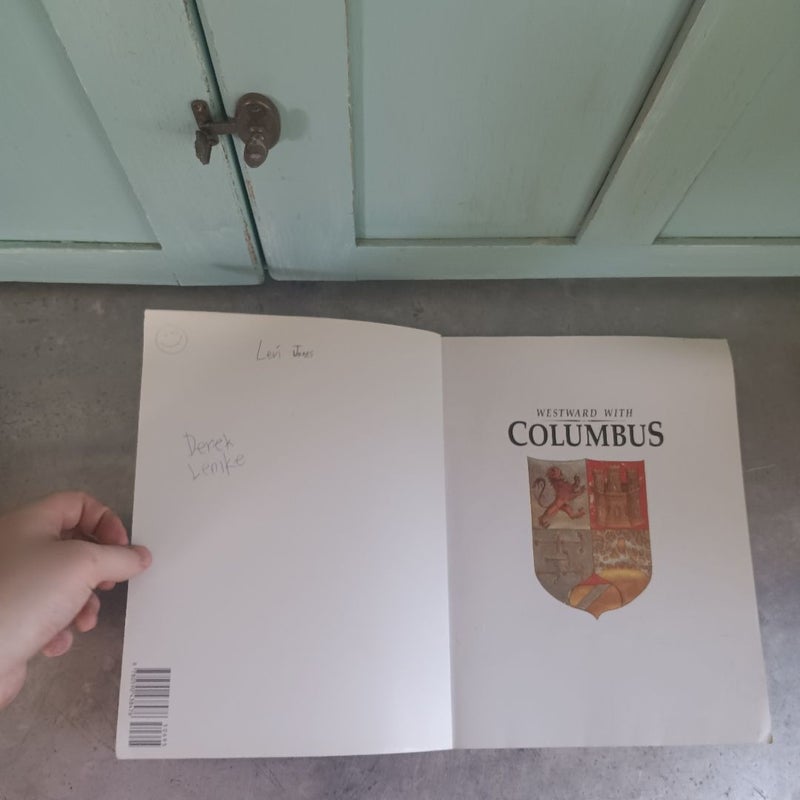 Levi Jones
Derek
Lemke
WESTWARD WITH
COLUMBUS